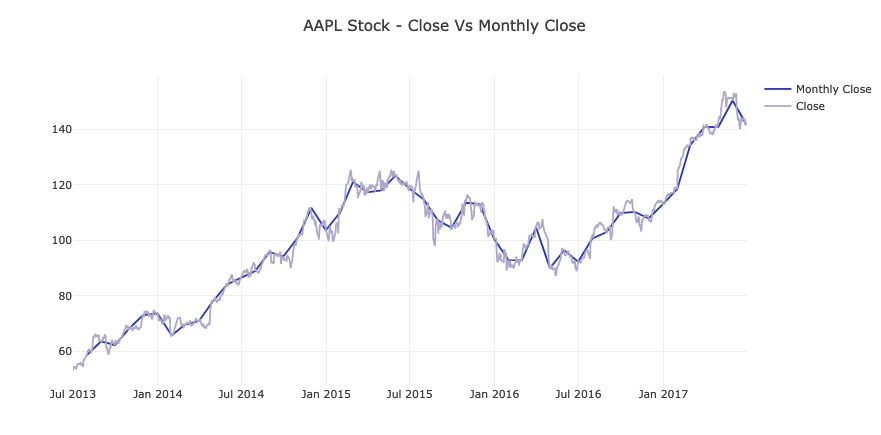 AAPL Stock - Close Vs Monthly Close
Monthly Close
Close
140
120
100
80
60
Jul 2013
Jan 2014
Jul 2014
Jan 2015
Jul 2015
Jan 2016
Jul 2016
Jan 2017